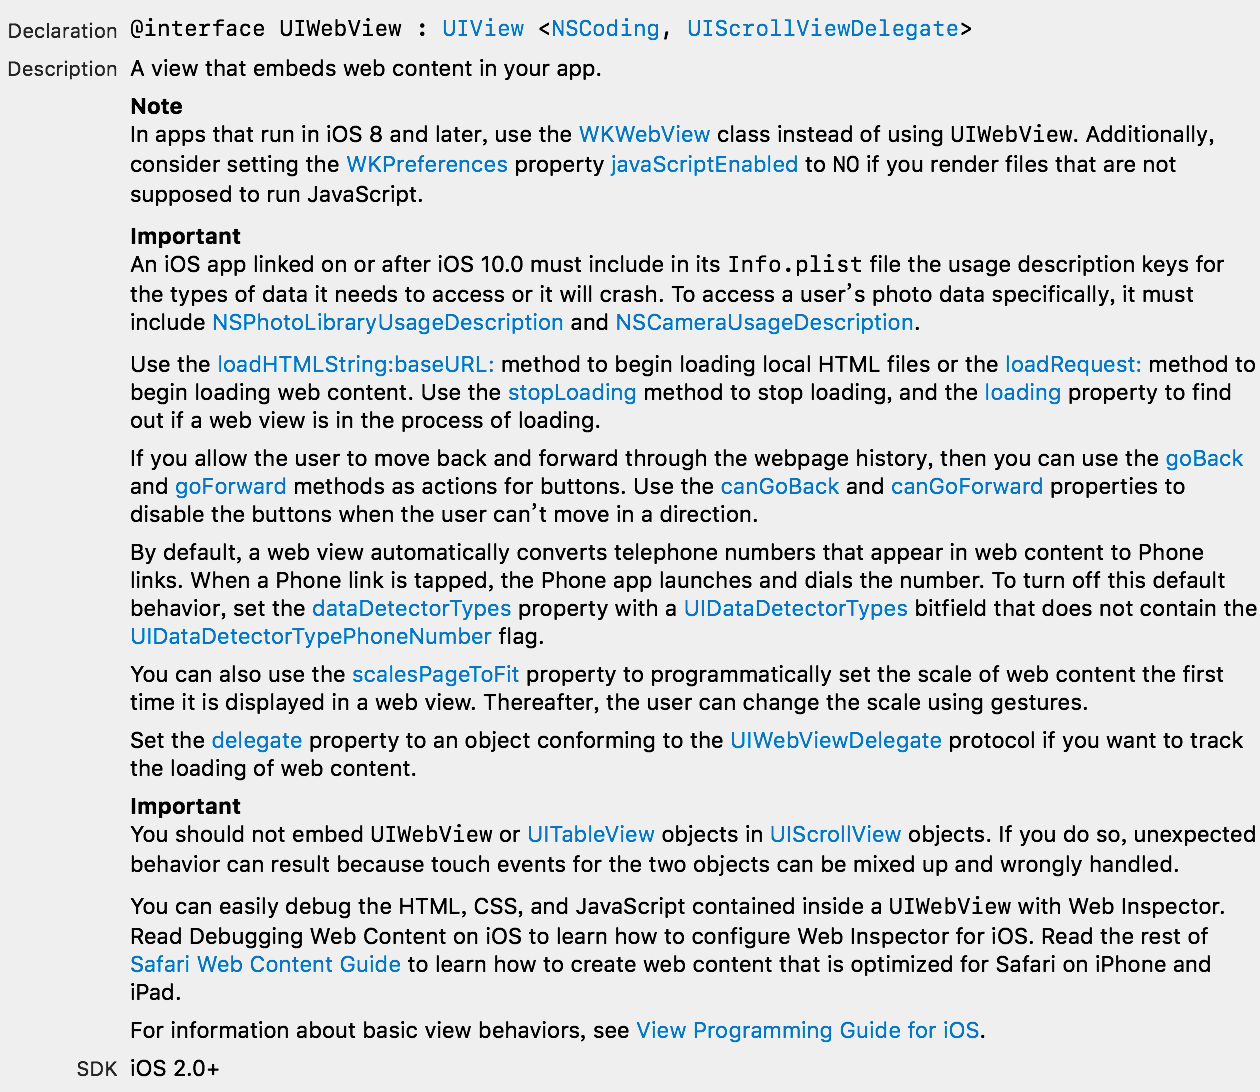 Declaration @interface UIWebView : UIView <NSCoding, UIScrollViewDelegate>
Description A view that embeds web content in your app.
Note
In apps that run in iOS 8 and later, use the WKWebView class instead of using UIWebView. Additionally,
consider setting the WKPreferences property javaScriptEnabled to NO if you render files that are not
supposed to run JavaScript.
Important
An iOS app linked on or after iOS 10.0 must include in its Info.plist file the usage description keys for
the types of data it needs to access or it will crash. To access a user’s photo data specifically, it must
include NSPhotoLibraryUsageDescription and NSCameraUsageDescription.
Use the loadHTMLString:baseURL: method to begin loading local HTML files or the loadRequest: method to
begin loading web content. Use the stopLoading method to stop loading, and the loading property to find
out if a web view is in the process of loading.
If you allow the user to move back and forward through the webpage history, then you can use the goBack
and goForward methods as actions for buttons. Use the canGoBack and canGoForward properties to
disable the buttons when the user can’t move in a direction.
By default, a web view automatically converts telephone numbers that appear in web content to Phone
links. When a Phone link is tapped, the Phone app launches and dials the number. To turn off this default
behavior, set the dataDetectorTypes property with a UIDataDetectorTypes bitfield that does not contain the
UIDataDetectorTypePhoneNumber flag.
You can also use the scalesPageToFit property to programmatically set the scale of web content the first
time it is displayed in a web view. Thereafter, the user can change the scale using gestures.
Set the delegate property to an object conforming to the UIWebViewDelegate protocol if you want to track
the loading of web content.
Important
You should not embed UIWebView or UITableView objects in UIScrollView objects. If you do so, unexpected
behavior can result because touch events for the two objects can be mixed up and wrongly handled.
You can easily debug the HTML, CSS, and JavaScript contained inside a UIWebView with Web Inspector.
Read Debugging Web Content on iOS to learn how to configure Web Inspector for iOS. Read the rest of
Safari Web Content Guide to learn how to create web content that is optimized for Safari on iPhone and
iPad.
For information about basic view behaviors, see View Programming Guide for iOS.
SDK iOS 2.0+